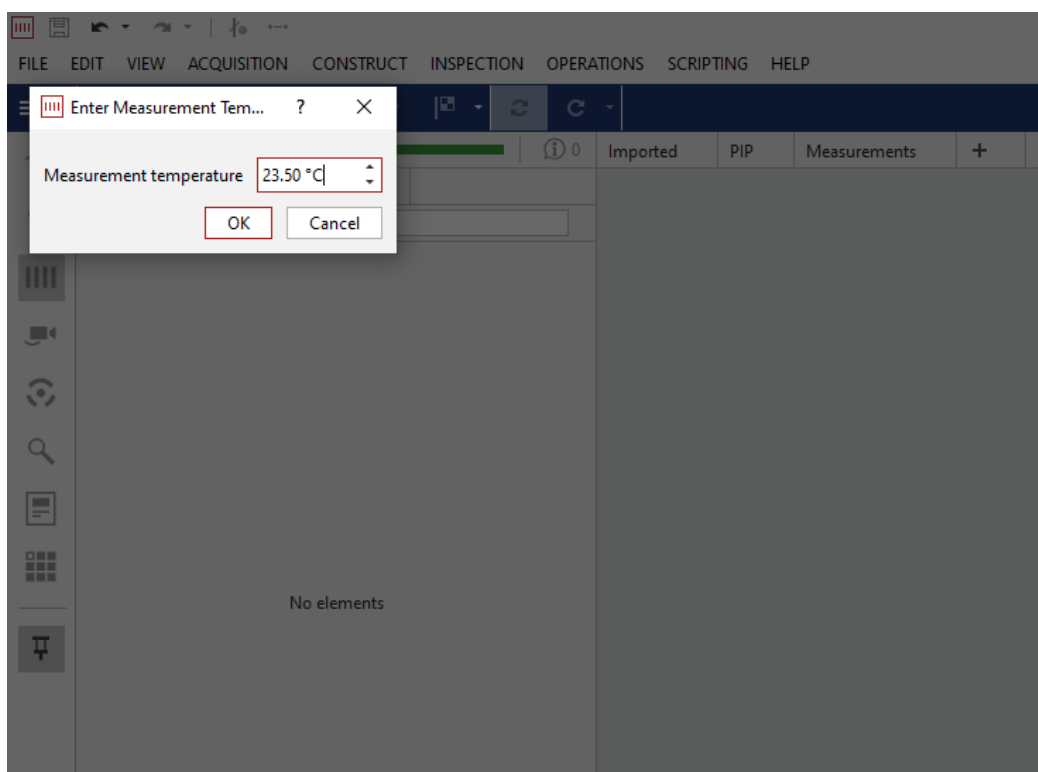 FILE EDIT VIEW ACQUISITION CONSTRUCT INSPECTION OPERATIONS SCRIPTING HELP
Enter Measurement Tem... ?
Measurement temperature 23.50 °C
OK Cancel
0 Imported PIP Measurements +
No elements